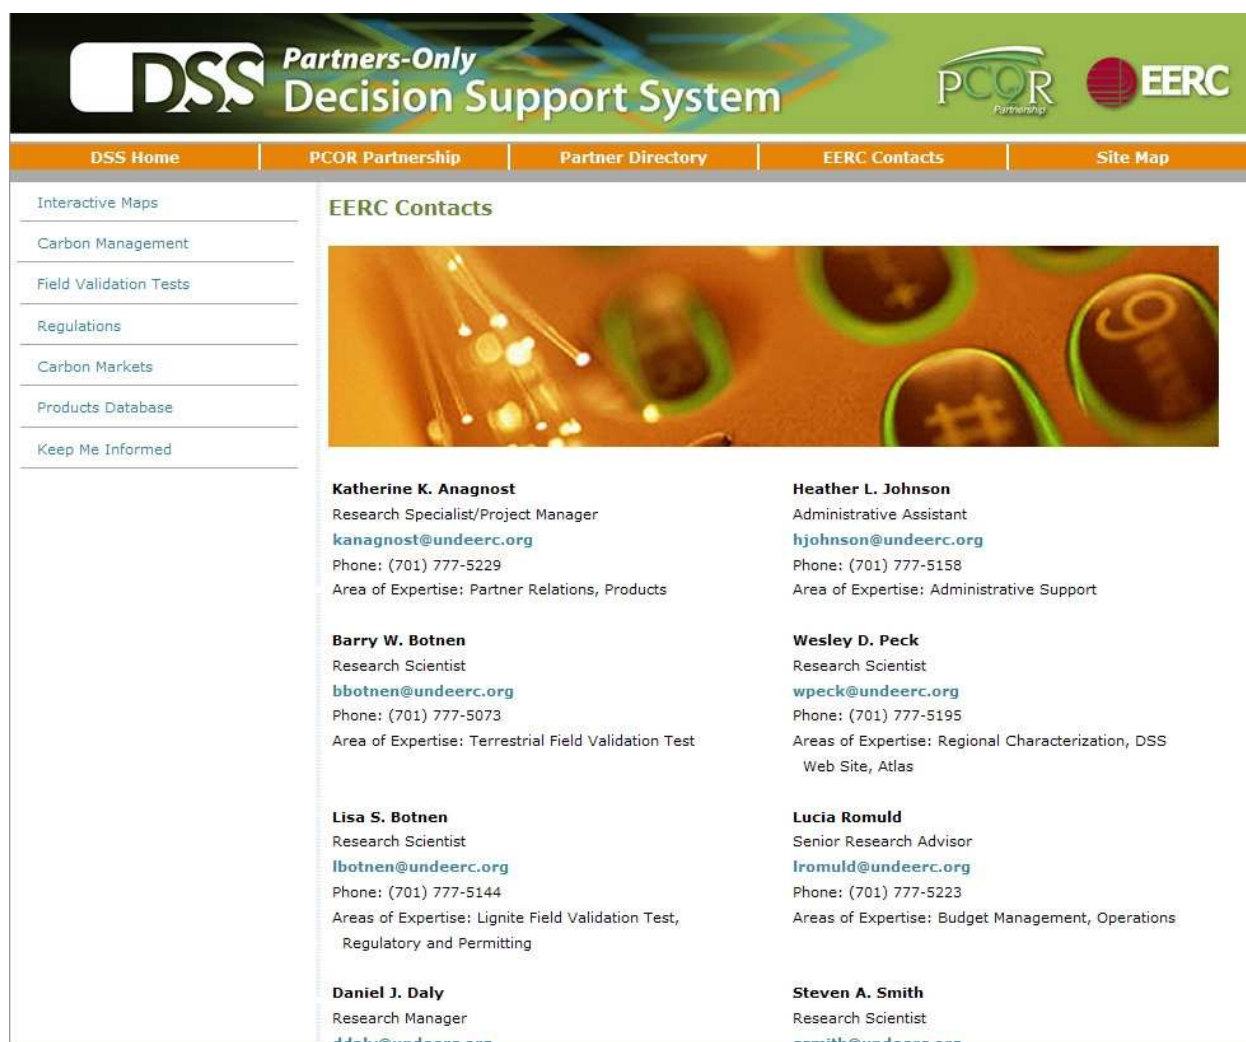 DSS Partners-Only
Decision Support System
PCOR
Partnership
EERC
DSS Home
PCOR Partnership
Partner Directory
EERC Contacts
Site Map
Interactive Maps
Carbon Management
Field Validation Tests
Regulations
Carbon Markets
Products Database
Keep Me Informed
EERC Contacts
#
9
Katherine K. Anagnost
Research Specialist/Project Manager
kanagnost@undeerc.org
Phone: (701) 777-5229
Area of Expertise: Partner Relations, Products
Heather L. Johnson
Administrative Assistant
hjohnson@undeerc.org
Phone: (701) 777-5158
Area of Expertise: Administrative Support
Barry W. Botnen
Research Scientist
bbotnen@undeerc.org
Phone: (701) 777-5073
Area of Expertise: Terrestrial Field Validation Test
Wesley D. Peck
Research Scientist
wpeck@undeerc.org
Phone: (701) 777-5195
Areas of Expertise: Regional Characterization, DSS
Web Site, Atlas
Lisa S. Botnen
Research Scientist
lbotnen@undeerc.org
Phone: (701) 777-5144
Areas of Expertise: Lignite Field Validation Test,
Regulatory and Permitting
Lucia Romuld
Senior Research Advisor
lromuld@undeerc.org
Phone: (701) 777-5223
Areas of Expertise: Budget Management, Operations
Daniel J. Daly
Research Manager
Steven A. Smith
Research Scientist